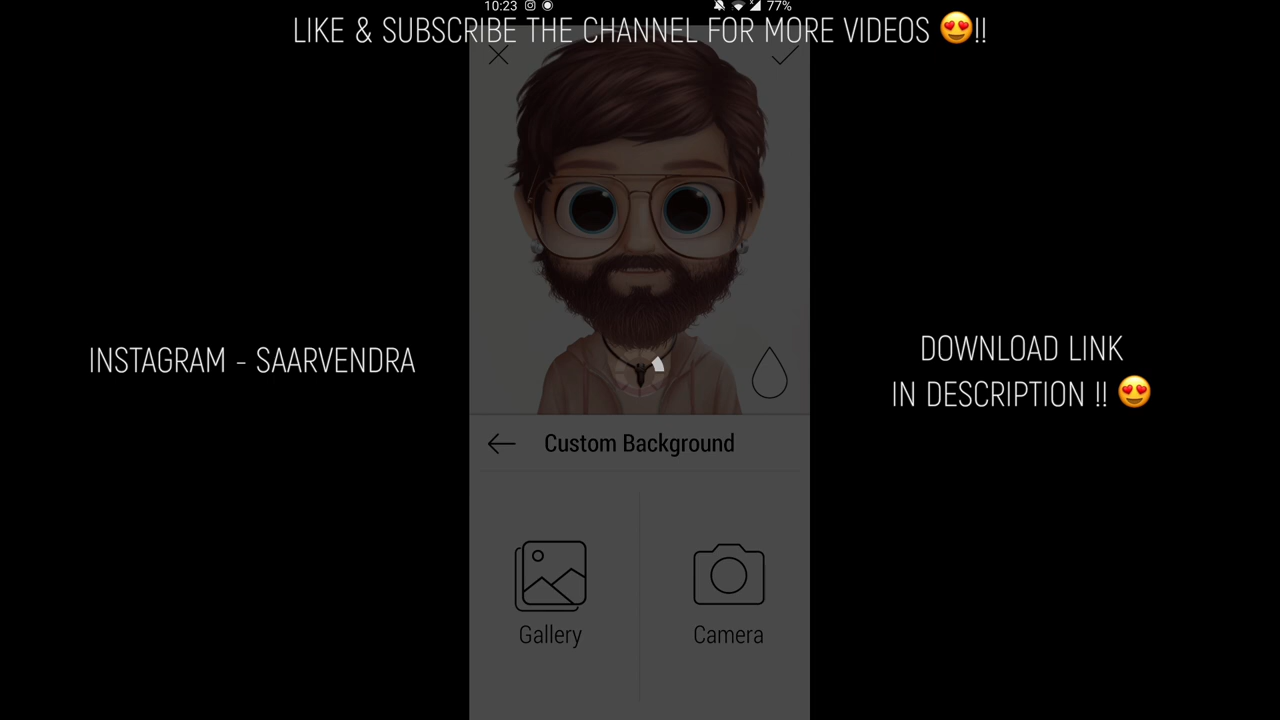 10:23 77%
LIKE & SUBSCRIBE THE CHANNEL FOR MORE VIDEOS 😍!!
INSTAGRAM - SAARVENDRA
DOWNLOAD LINK
IN DESCRIPTION !! 😍
Custom Background
Gallery
Camera